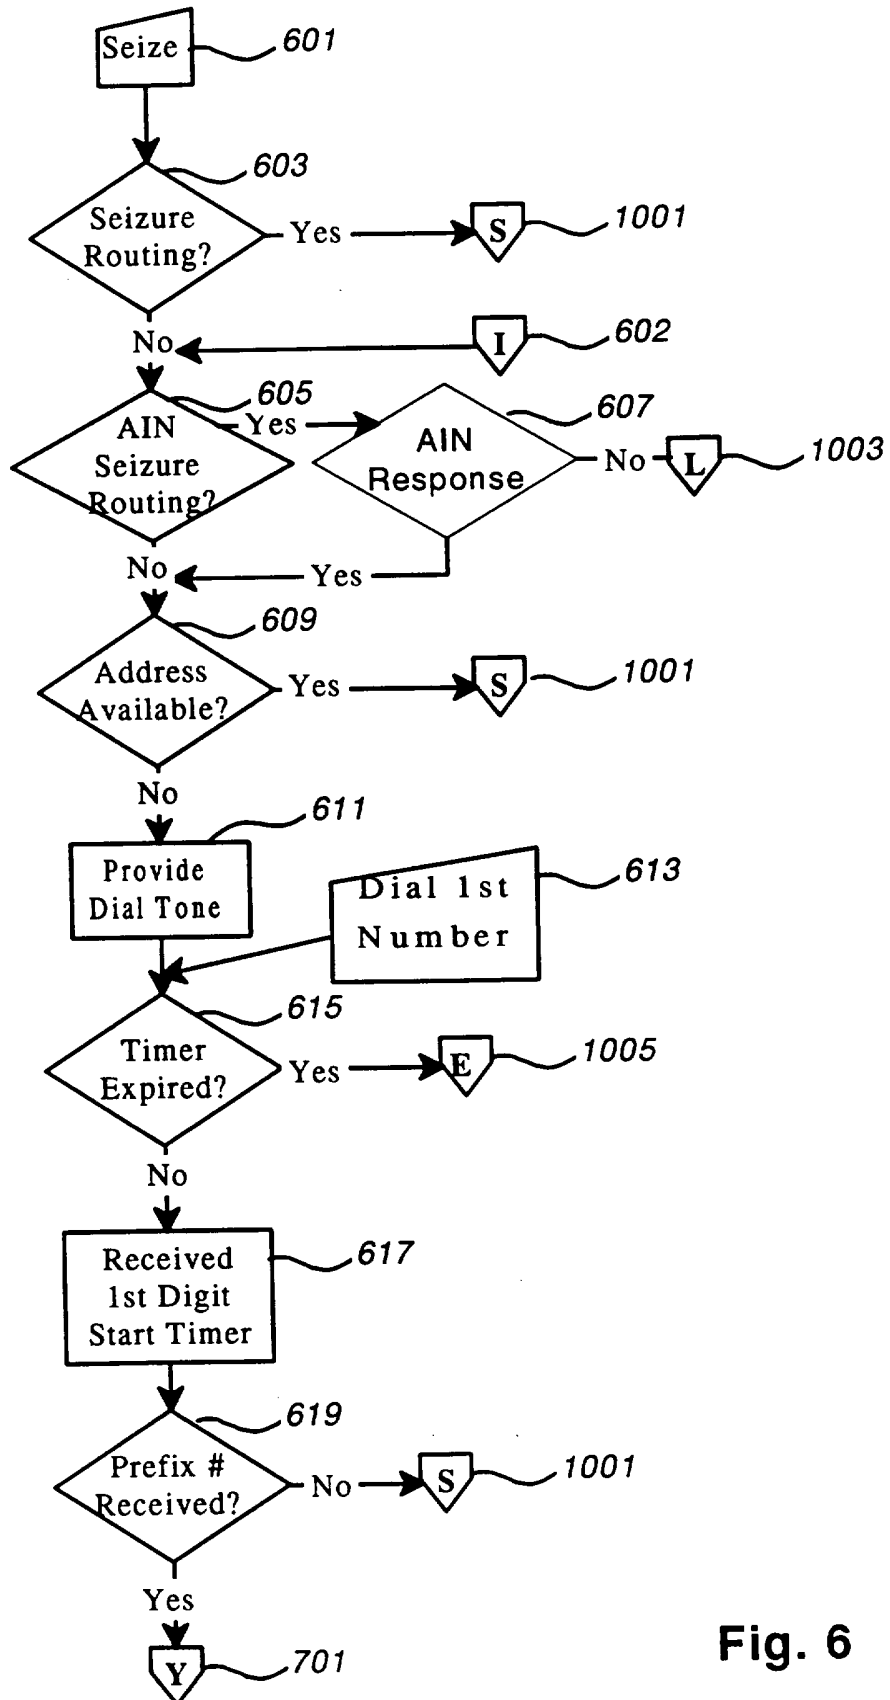 Seize
601
603
Seizure
Routing?
Yes
S
1001
No
I
602
605
AIN
Seizure
Routing?
Yes
607
AIN
Response
No
L
1003
No
Yes
609
Address
Available?
Yes
S
1001
No
611
Provide
Dial Tone
Dial 1st
Number
613
615
Timer
Expired?
Yes
E
1005
No
Received
1st Digit
Start Timer
617
619
Prefix #
Received?
No
S
1001
Yes
Y
701
Fig. 6